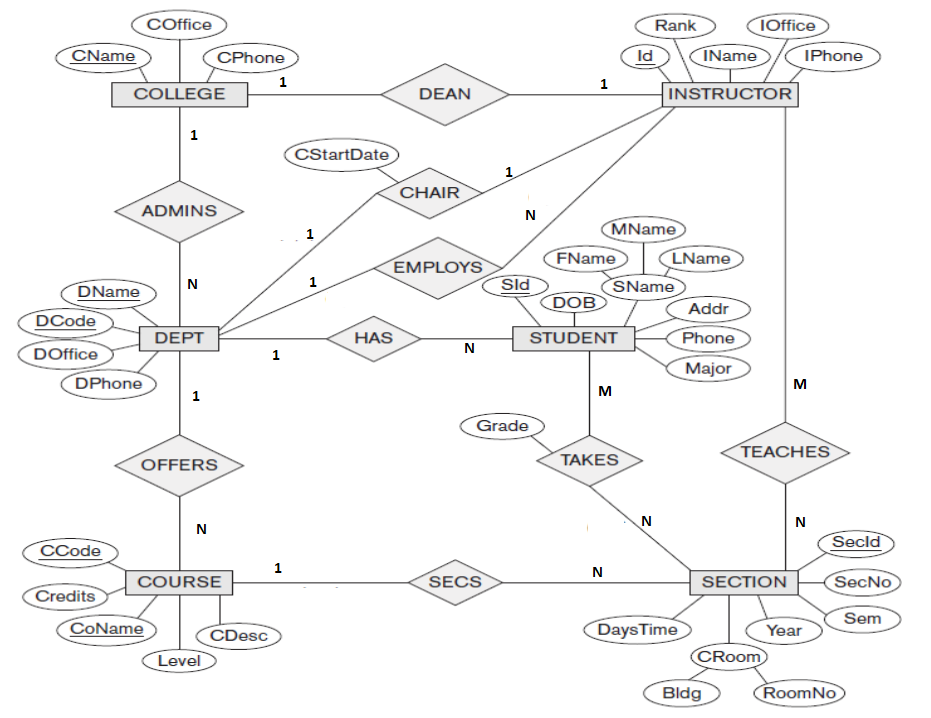 COffice
Rank
IOffice
CName
CPhone
Id
IName
IPhone
COLLEGE
1
DEAN
1
INSTRUCTOR
1
CStartDate
CHAIR
1
ADMINS
N
1
MName
FName
LName
EMPLOYS
1
SId
SName
N
DName
DOB
Addr
DCode
DEPT
HAS
STUDENT
Phone
DOffice
1
N
Major
DPhone
1
M
M
Grade
OFFERS
TAKES
TEACHES
N
N
N
SecId
CCode
COURSE
1
SECS
N
SECTION
SecNo
Credits
CoName
CDesc
DaysTime
Year
Sem
Level
CRoom
Bldg
RoomNo